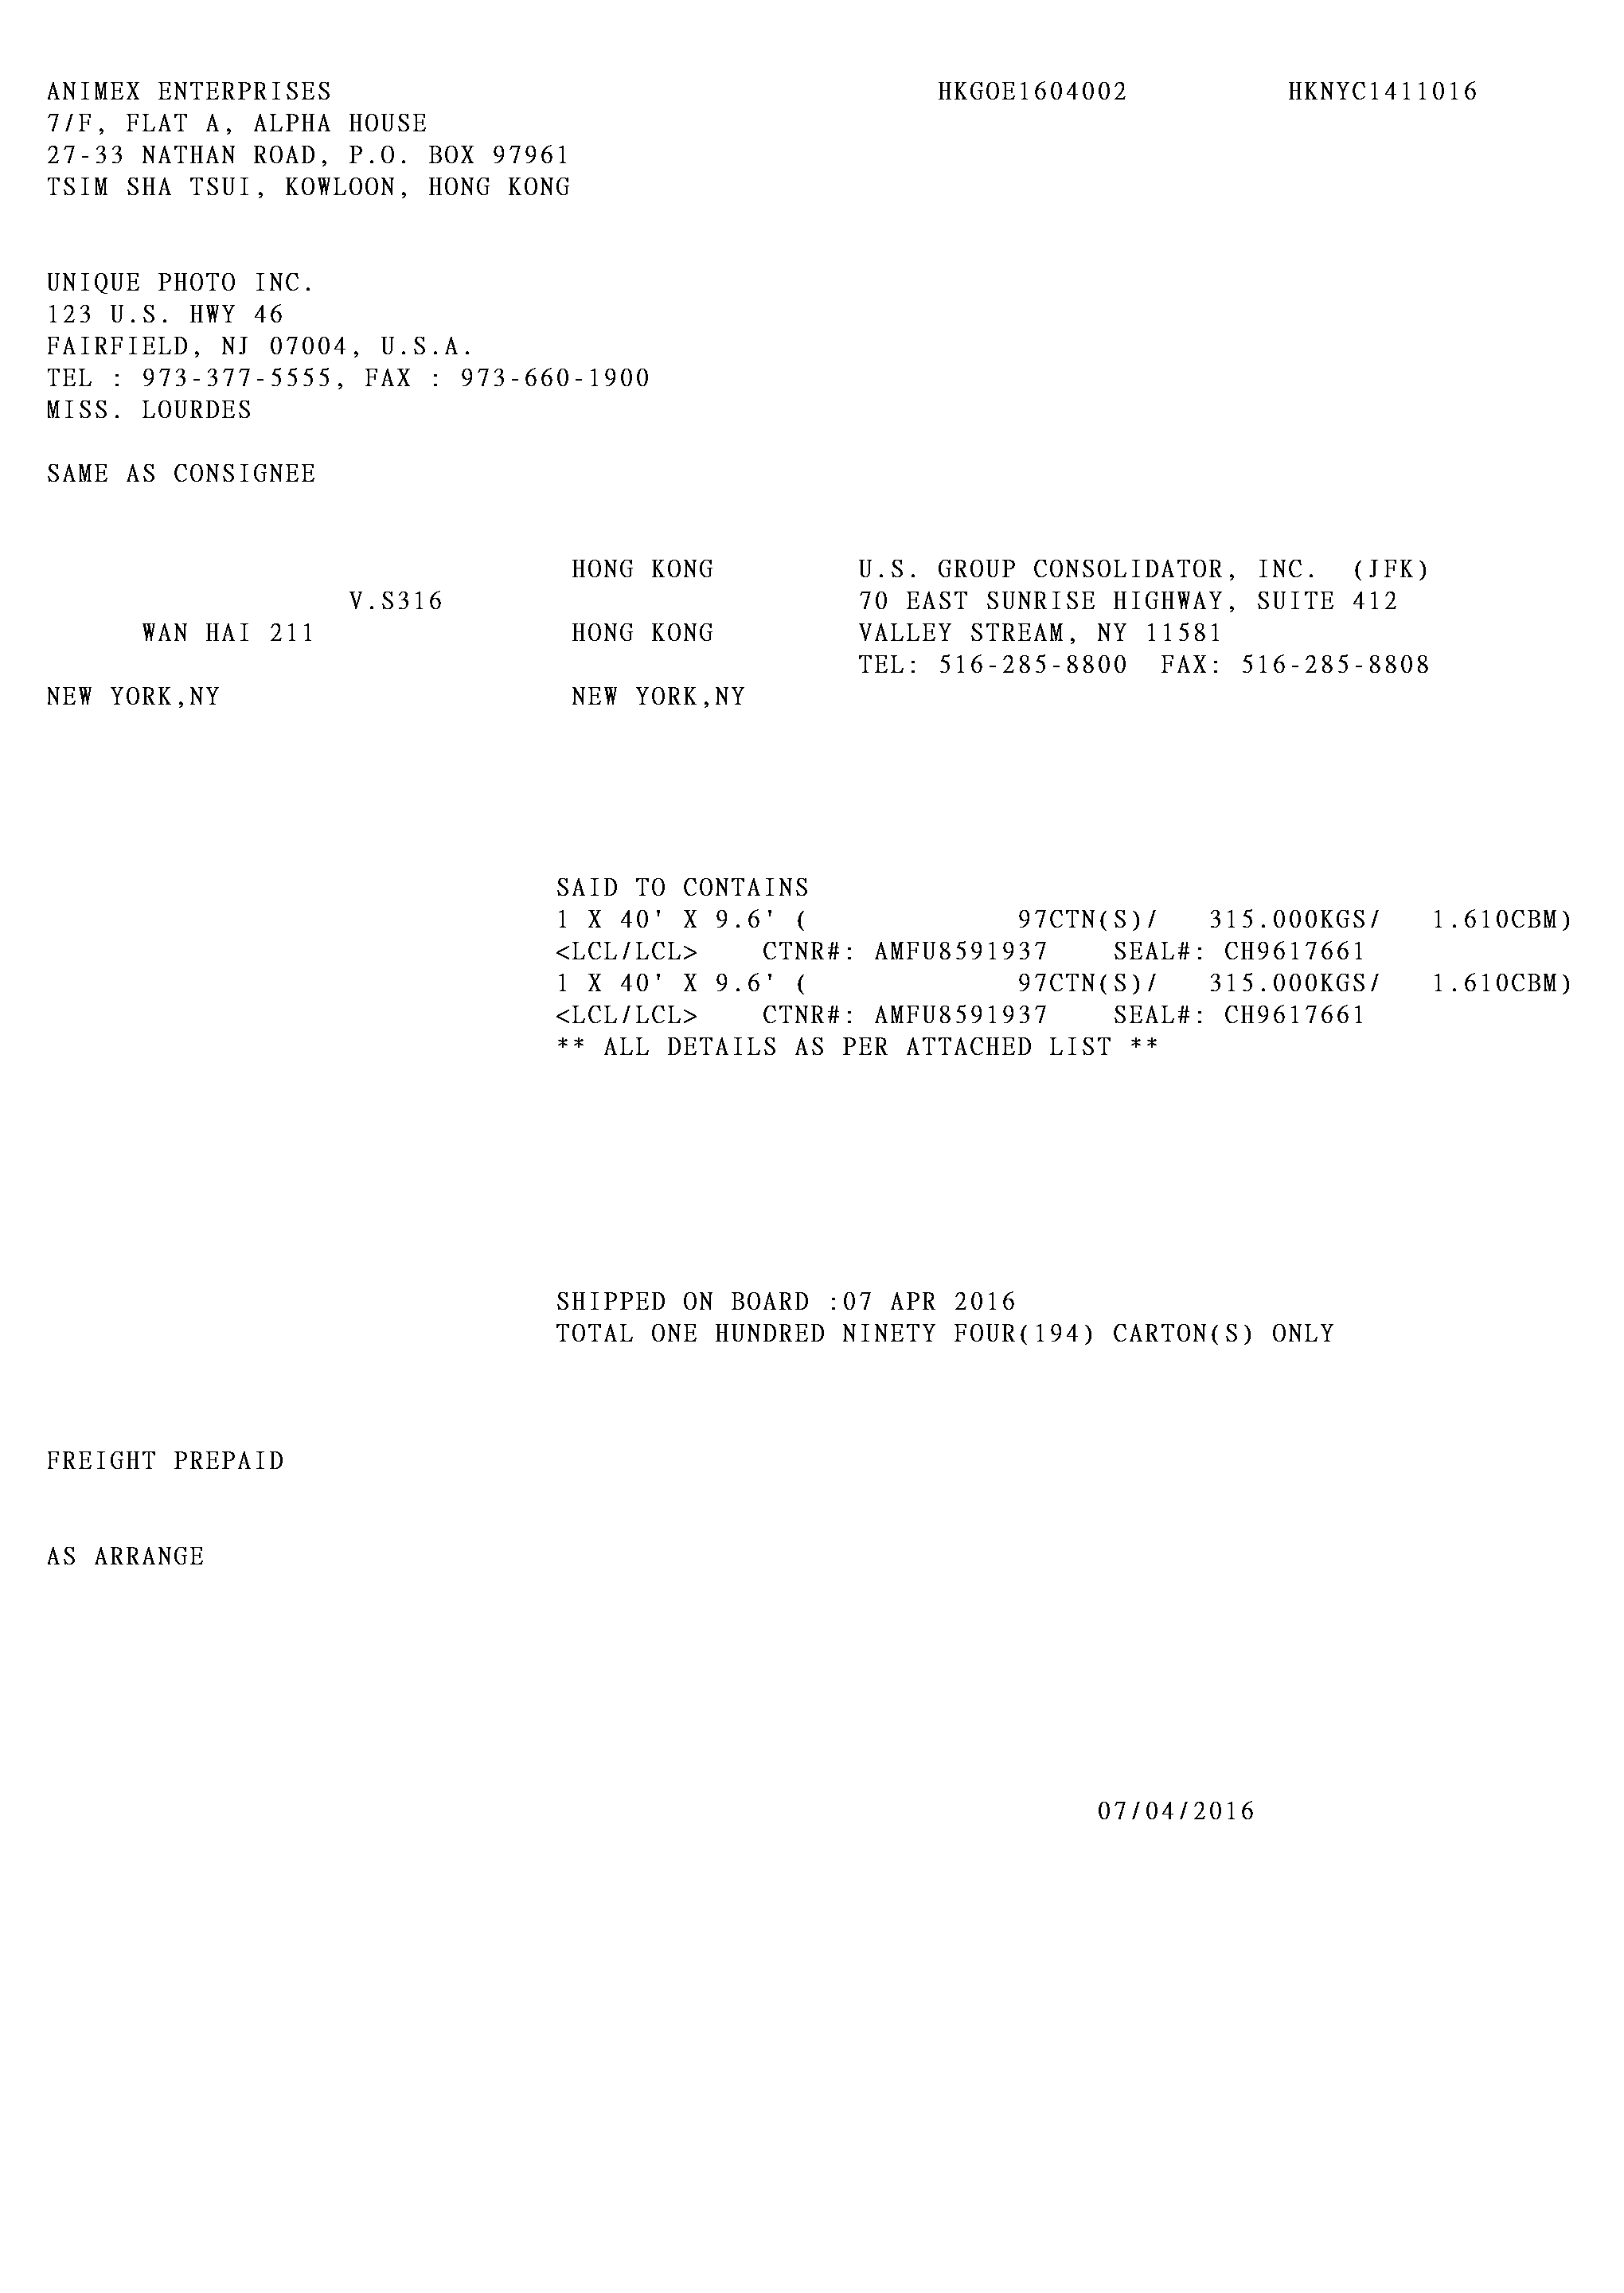 ANIMEX ENTERPRISES HKGOE1604002 HKNYC1411016
7/F, FLAT A, ALPHA HOUSE
27-33 NATHAN ROAD, P.O. BOX 97961
TSIM SHA TSUI, KOWLOON, HONG KONG
UNIQUE PHOTO INC.
123 U.S. HWY 46
FAIRFIELD, NJ 07004, U.S.A.
TEL : 973-377-5555, FAX : 973-660-1900
MISS. LOURDES
SAME AS CONSIGNEE
HONG KONG U.S. GROUP CONSOLIDATOR, INC. (JFK)
V.S316 70 EAST SUNRISE HIGHWAY, SUITE 412
WAN HAI 211 HONG KONG VALLEY STREAM, NY 11581
TEL: 516-285-8800 FAX: 516-285-8808
NEW YORK,NY NEW YORK,NY
SAID TO CONTAINS
1 X 40' X 9.6' ( 97CTN(S)/ 315.000KGS/ 1.610CBM)
<LCL/LCL> CTNR#: AMFU8591937 SEAL#: CH9617661
1 X 40' X 9.6' ( 97CTN(S)/ 315.000KGS/ 1.610CBM)
<LCL/LCL> CTNR#: AMFU8591937 SEAL#: CH9617661
** ALL DETAILS AS PER ATTACHED LIST **
SHIPPED ON BOARD :07 APR 2016
TOTAL ONE HUNDRED NINETY FOUR(194) CARTON(S) ONLY
FREIGHT PREPAID
AS ARRANGE
07/04/2016